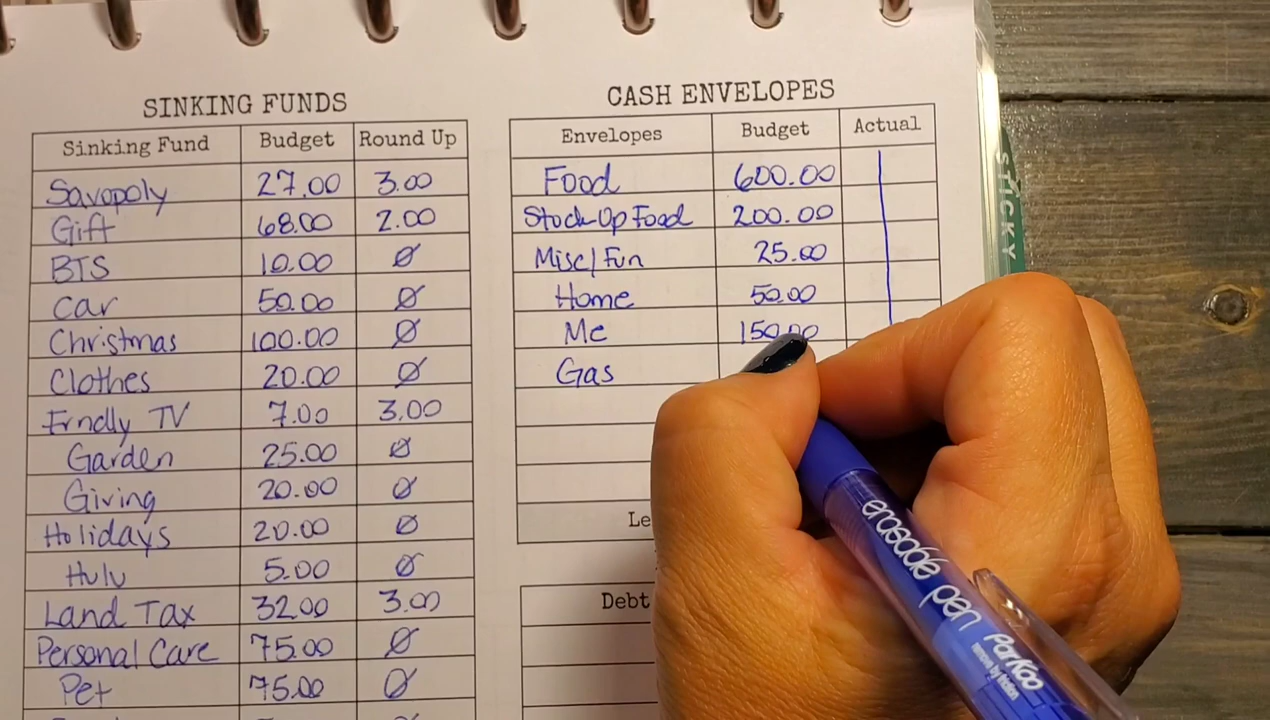 SINKING FUNDS
Sinking Fund Budget Round Up
Savopoly 27.00 3.00
Gift 68.00 2.00
BTS 10.00 Ø
Car 50.00 Ø
Christmas 100.00 Ø
Clothes 20.00 Ø
Frndly TV 7.00 3.00
Garden 25.00 Ø
Giving 20.00 Ø
Holidays 20.00 Ø
Hulu 5.00 Ø
Land Tax 32.00 3.00
Personal Care 75.00 Ø
Pet 75.00 Ø
CASH ENVELOPES
Envelopes Budget Actual
Food 600.00
Stock Up Food 200.00
Misc/Fun 25.00
Home 50.00
Me 150.00
Gas
Le
Debt
STICKY
erasable pen ParKoo